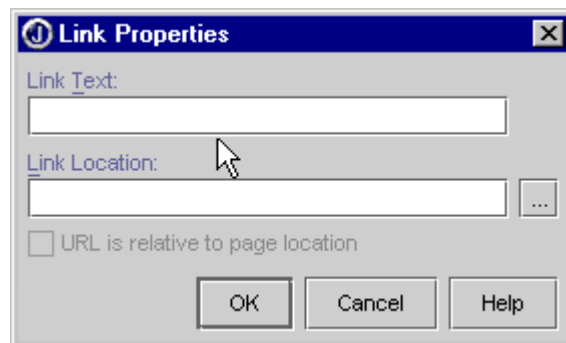 Link Properties
Link Text:
Link Location:
...
URL is relative to page location
OK Cancel Help